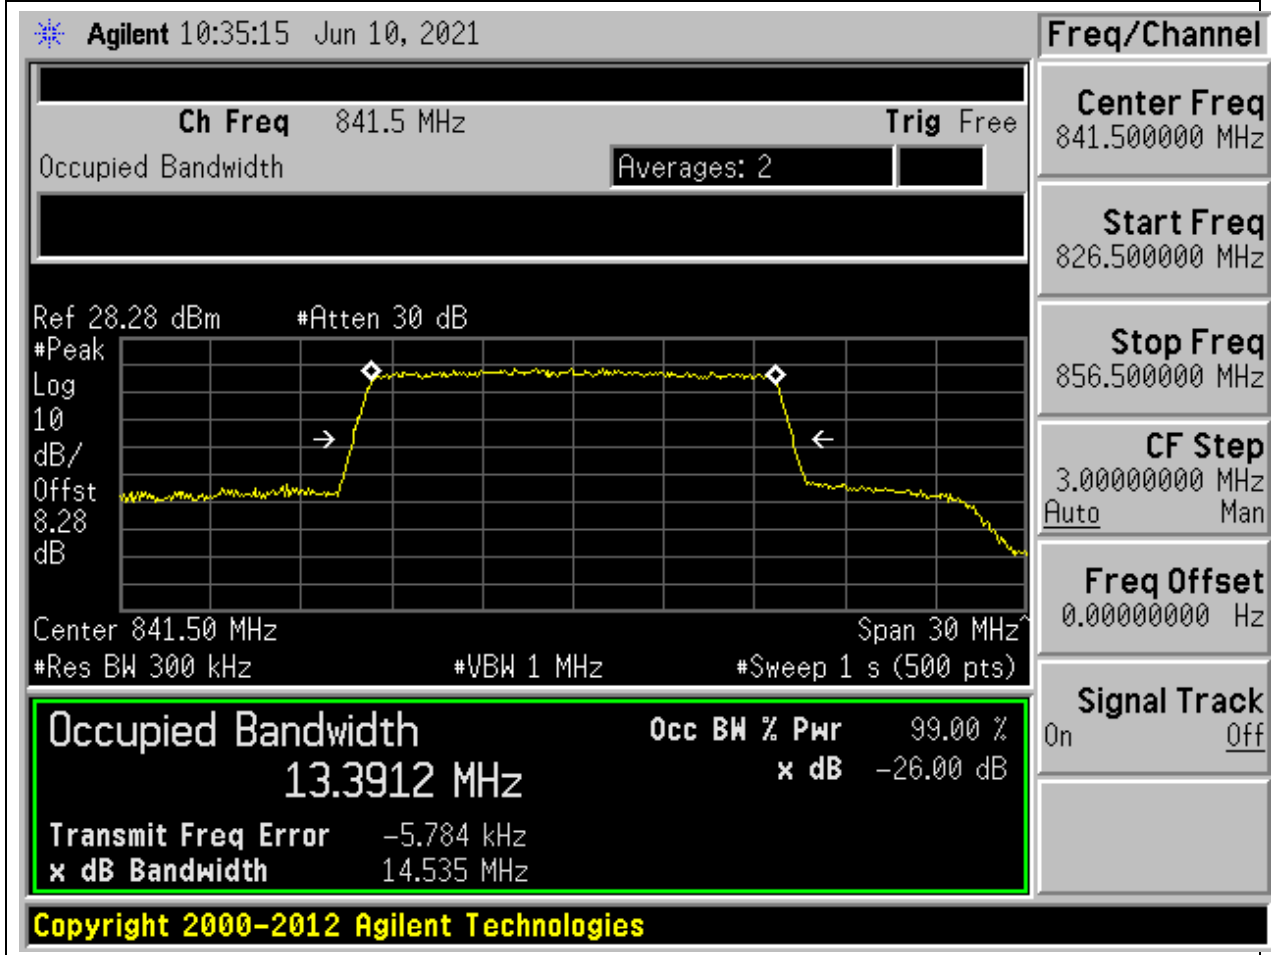 Agilent 10:35:15 Jun 10, 2021
Freq/Channel
Ch Freq 841.5 MHz Trig Free
Occupied Bandwidth Averages: 2
Ref 28.28 dBm #Atten 30 dB
#Peak
Log
10
dB/
Offst
8.28
dB
Center 841.50 MHz Span 30 MHz^
#Res BW 300 kHz #VBW 1 MHz #Sweep 1 s (500 pts)
Occupied Bandwidth
13.3912 MHz
Occ BW % Pwr 99.00 %
x dB −26.00 dB
Transmit Freq Error −5.784 kHz
x dB Bandwidth 14.535 MHz
Center Freq
841.500000 MHz
Start Freq
826.500000 MHz
Stop Freq
856.500000 MHz
CF Step
3.00000000 MHz
Auto Man
Freq Offset
0.00000000 Hz
Signal Track
On Off
Copyright 2000–2012 Agilent Technologies